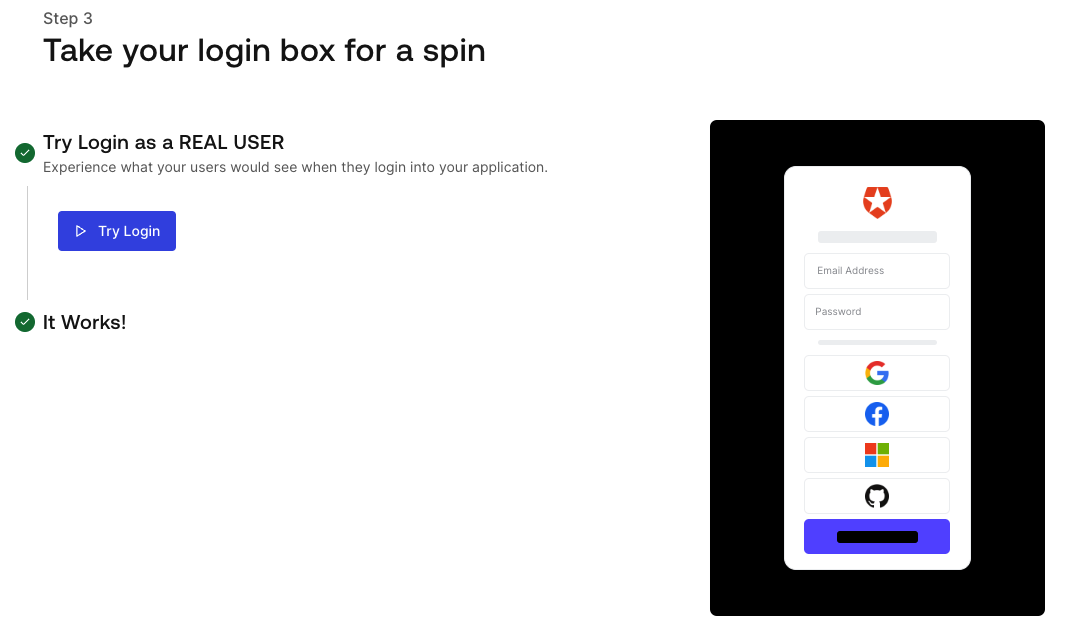 Step 3
Take your login box for a spin
Try Login as a REAL USER
Experience what your users would see when they login into your application.
Try Login
It Works!
Email Address
Password